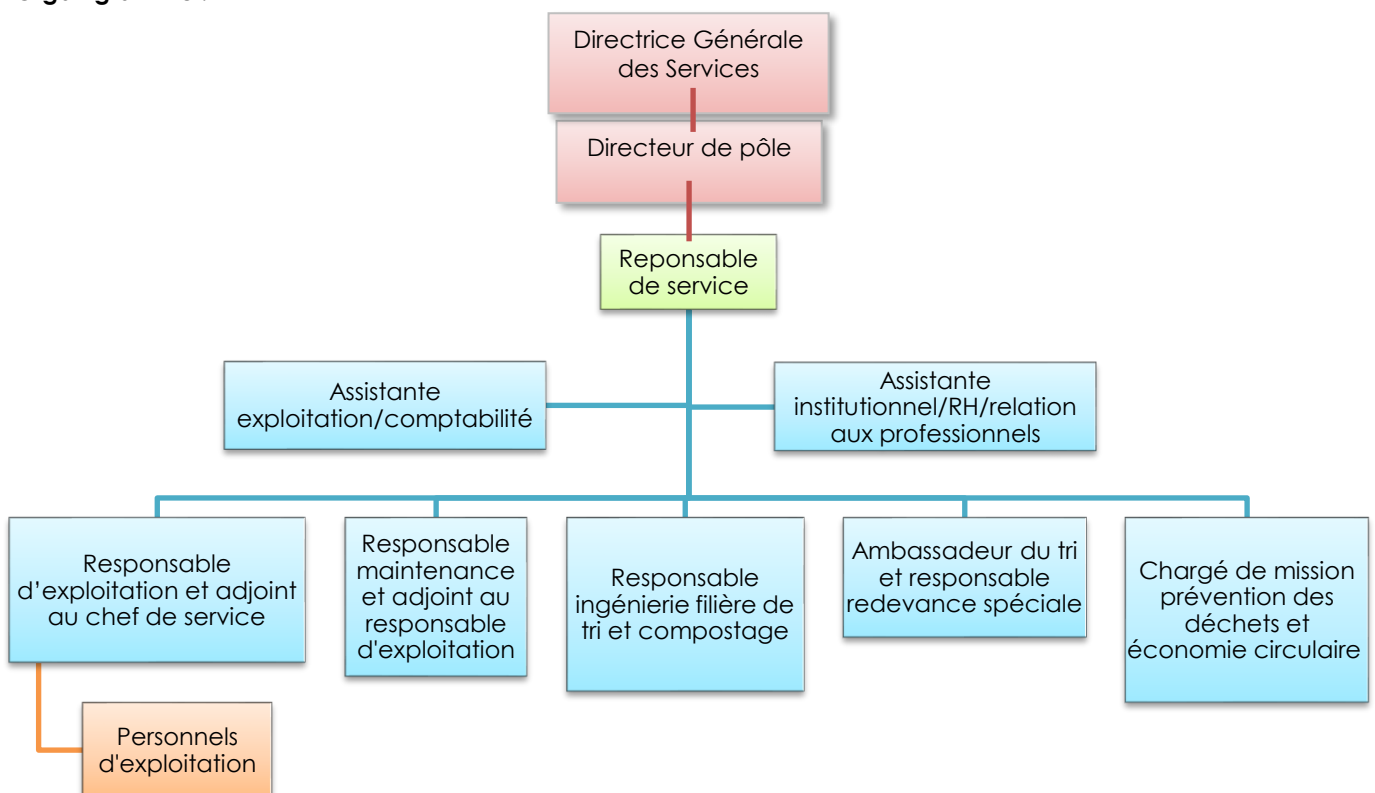 Directrice Générale
des Services
Directeur de pôle
Reponsable
de service
Assistante
exploitation/comptabilité
Assistante
institutionnel/RH/relation
aux professionnels
Responsable
d’exploitation et adjoint
au chef de service
Responsable
maintenance
et adjoint au
responsable
d'exploitation
Responsable
ingénierie filière de
tri et compostage
Ambassadeur du tri
et responsable
redevance spéciale
Chargé de mission
prévention des
déchets et
économie circulaire
Personnels
d'exploitation